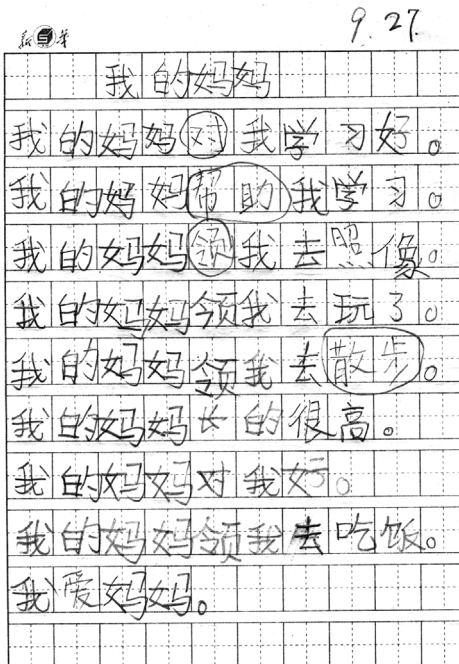 9.27.
新 华
我的妈妈
我的妈妈对我学习好。
我的妈妈帮助我学习。
我的妈妈领我去照像。
我的妈妈领我去玩了。
我的妈妈领我去散步。
我的妈妈长的很高。
我的妈妈对我好。
我的妈妈领我去吃饭。
我爱妈妈。